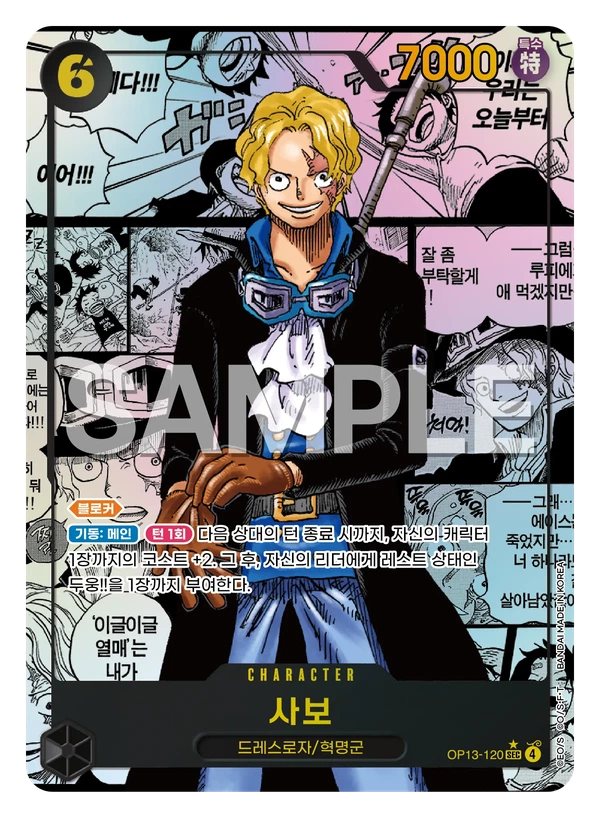 6
7000
특수
特
게다!!!
우리는
오늘부터
이어!!!
잘 좀
부탁할게
!
──그럼
루피에
애 먹겠지만
SAMPLE
──그래…
에이스는
죽었지만…
너 하나라
살아남았
블로커
기동: 메인 턴 1회 다음 상대의 턴 종료 시까지, 자신의 캐릭터
1장까지의 코스트 +2. 그 후, 자신의 리더에게 레스트 상태인
두웅!!을 1장까지 부여한다.
'이글이글
열매'는
내가
CHARACTER
사보
드레스로자/혁명군
OP13-120 SEC 4
©EO/S ©O/S·F·T·I BANDAI MADE IN KOREA